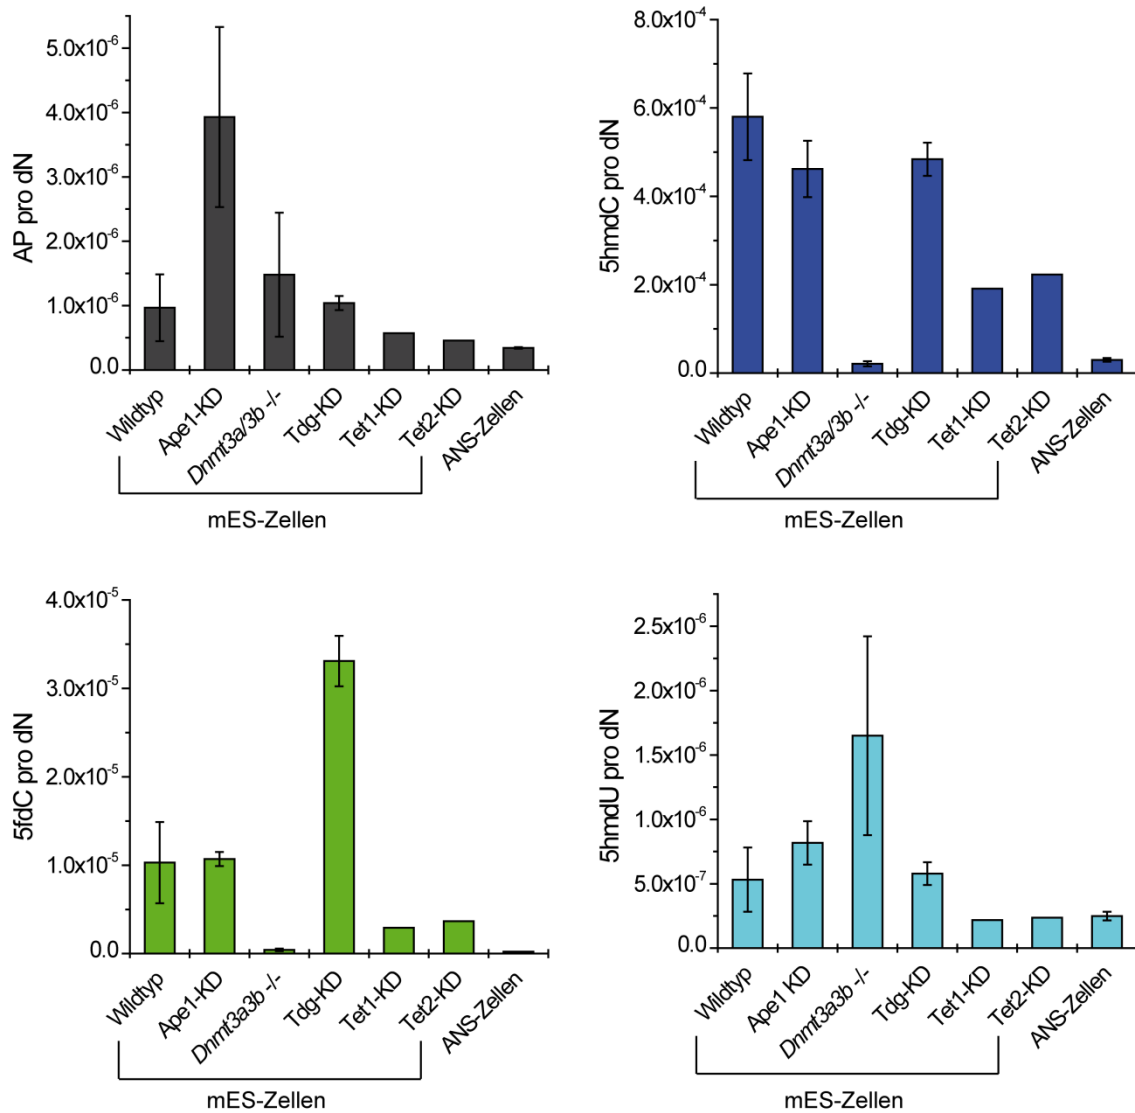 AP pro dN
5.0x10⁻⁶
4.0x10⁻⁶
3.0x10⁻⁶
2.0x10⁻⁶
1.0x10⁻⁶
0.0
Wildtyp
Ape1-KD
Dnmt3a/3b -/-
Tdg-KD
Tet1-KD
Tet2-KD
ANS-Zellen
mES-Zellen
5hmdC pro dN
8.0x10⁻⁴
6.0x10⁻⁴
4.0x10⁻⁴
2.0x10⁻⁴
0.0
Wildtyp
Ape1-KD
Dnmt3a/3b -/-
Tdg-KD
Tet1-KD
Tet2-KD
ANS-Zellen
mES-Zellen
5fdC pro dN
4.0x10⁻⁵
3.0x10⁻⁵
2.0x10⁻⁵
1.0x10⁻⁵
0.0
Wildtyp
Ape1-KD
Dnmt3a3b -/-
Tdg-KD
Tet1-KD
Tet2-KD
ANS-Zellen
mES-Zellen
5hmdU pro dN
2.5x10⁻⁶
2.0x10⁻⁶
1.5x10⁻⁶
1.0x10⁻⁶
5.0x10⁻⁷
0.0
Wildtyp
Ape1 KD
Dnmt3a3b -/-
Tdg-KD
Tet1-KD
Tet2-KD
ANS-Zellen
mES-Zellen